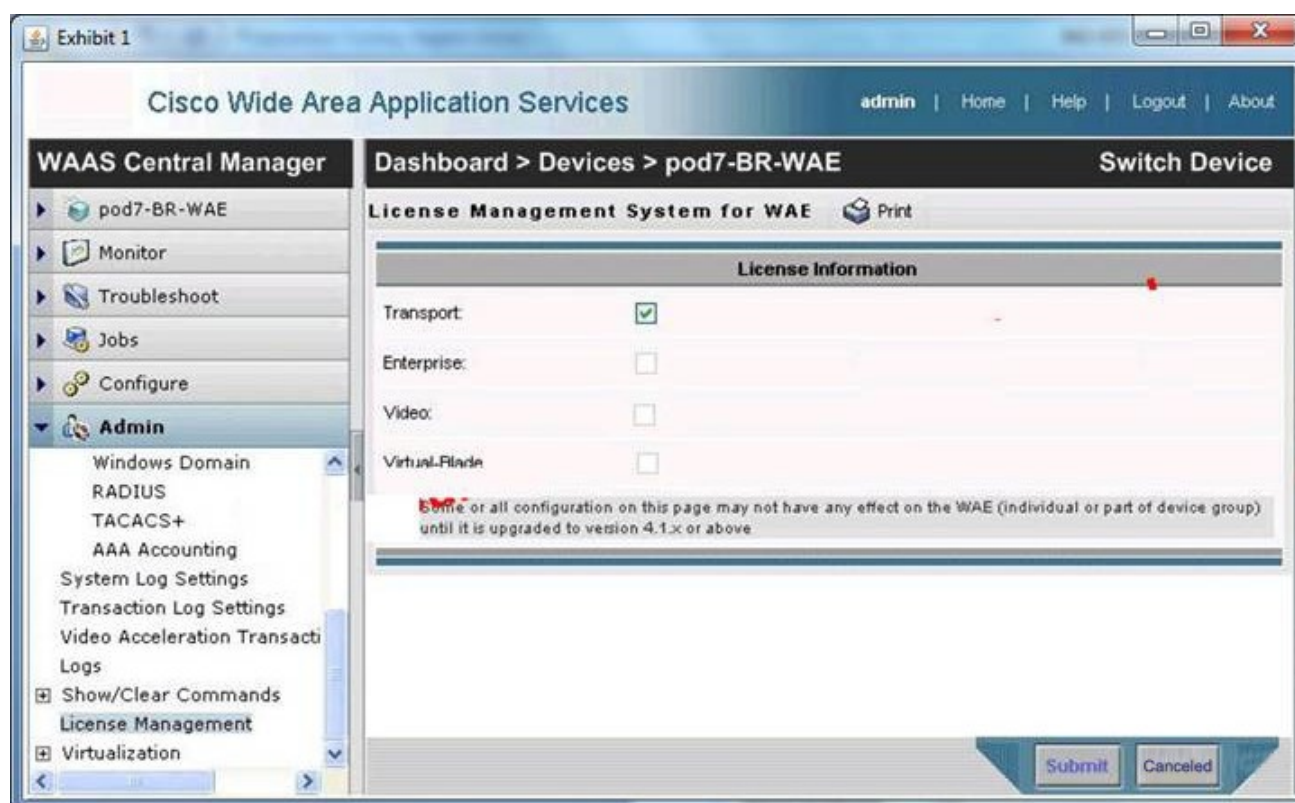 Exhibit 1
Cisco Wide Area Application Services
admin | Home | Help | Logout | About
WAAS Central Manager
Dashboard > Devices > pod7-BR-WAE
Switch Device
pod7-BR-WAE
Monitor
Troubleshoot
Jobs
Configure
Admin
Windows Domain
RADIUS
TACACS+
AAA Accounting
System Log Settings
Transaction Log Settings
Video Acceleration Transacti
Logs
Show/Clear Commands
License Management
Virtualization
License Management System for WAE
Print
License Information
Transport:
Enterprise:
Video:
Virtual-Blade
Some or all configuration on this page may not have any effect on the WAE (individual or part of device group)
until it is upgraded to version 4.1.x or above
Submit
Canceled